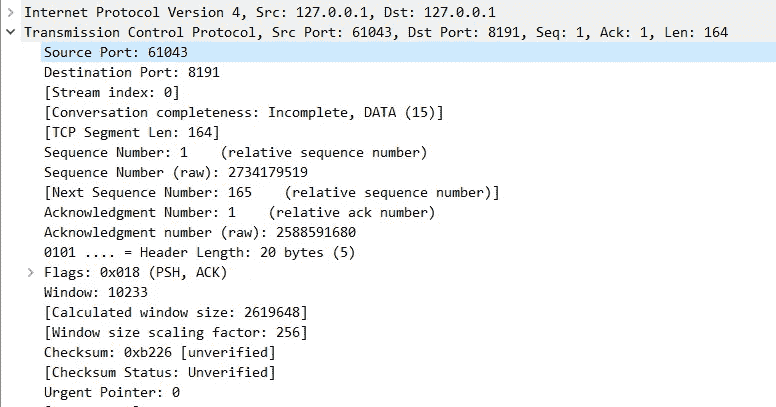 Internet Protocol Version 4, Src: 127.0.0.1, Dst: 127.0.0.1
Transmission Control Protocol, Src Port: 61043, Dst Port: 8191, Seq: 1, Ack: 1, Len: 164
Source Port: 61043
Destination Port: 8191
[Stream index: 0]
[Conversation completeness: Incomplete, DATA (15)]
[TCP Segment Len: 164]
Sequence Number: 1    (relative sequence number)
Sequence Number (raw): 2734179519
[Next Sequence Number: 165    (relative sequence number)]
Acknowledgment Number: 1    (relative ack number)
Acknowledgment number (raw): 2588591680
0101 .... = Header Length: 20 bytes (5)
Flags: 0x018 (PSH, ACK)
Window: 10233
[Calculated window size: 2619648]
[Window size scaling factor: 256]
Checksum: 0xb226 [unverified]
[Checksum Status: Unverified]
Urgent Pointer: 0